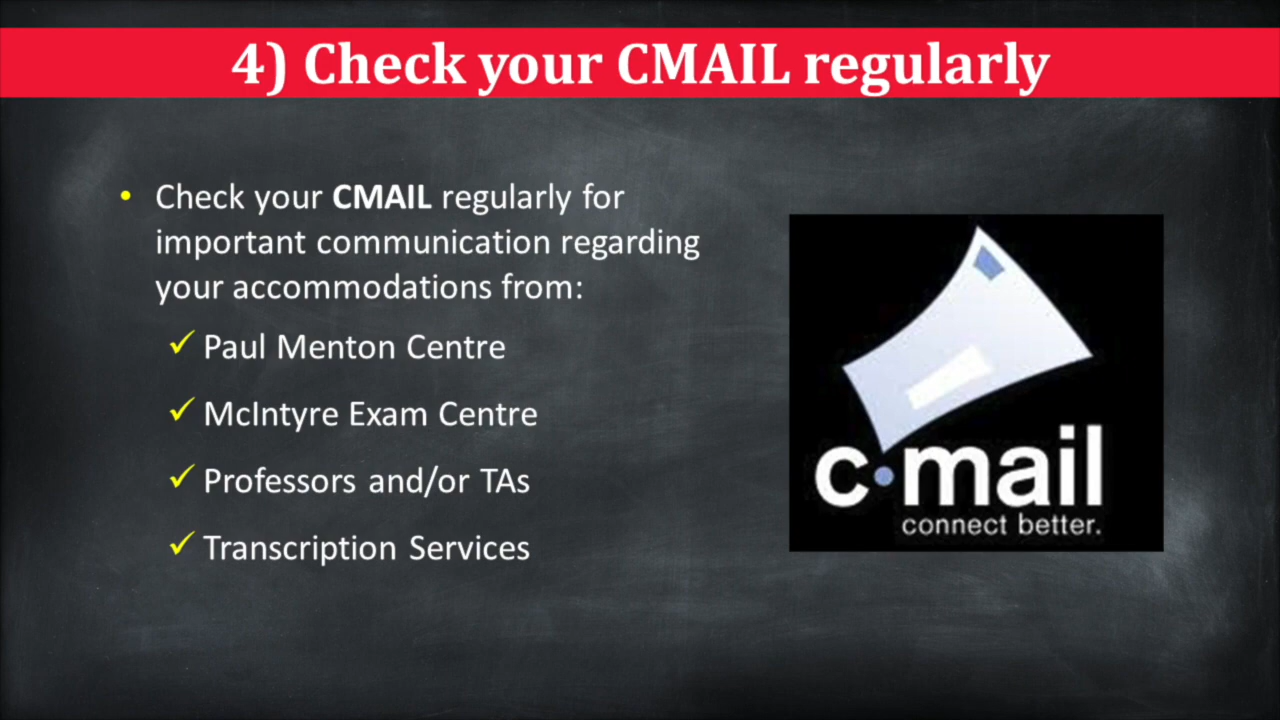 4) Check your CMAIL regularly
• Check your CMAIL regularly for
important communication regarding
your accommodations from:
✓ Paul Menton Centre
✓ McIntyre Exam Centre
✓ Professors and/or TAs
✓ Transcription Services
c•mail
connect better.